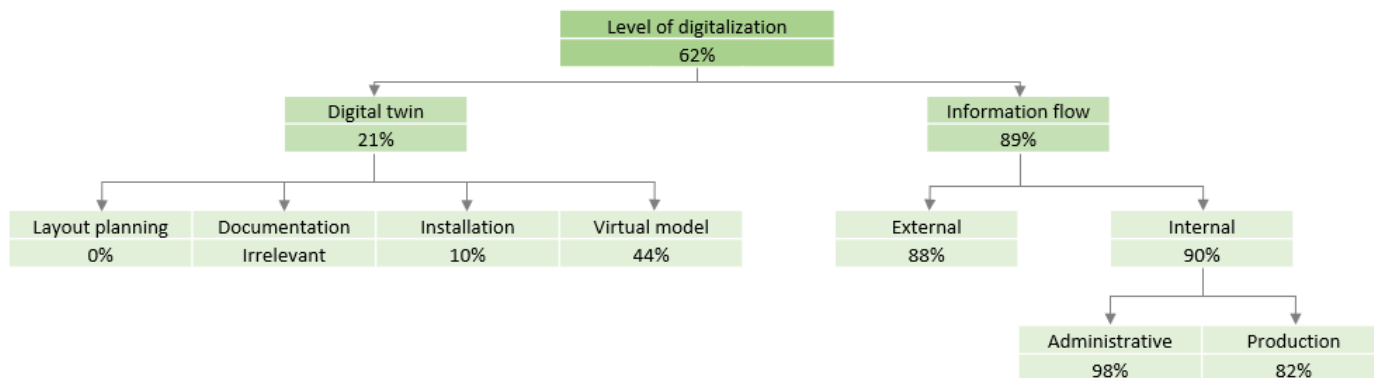 Level of digitalization
62%
Digital twin
21%
Information flow
89%
Layout planning
0%
Documentation
Irrelevant
Installation
10%
Virtual model
44%
External
88%
Internal
90%
Administrative
98%
Production
82%